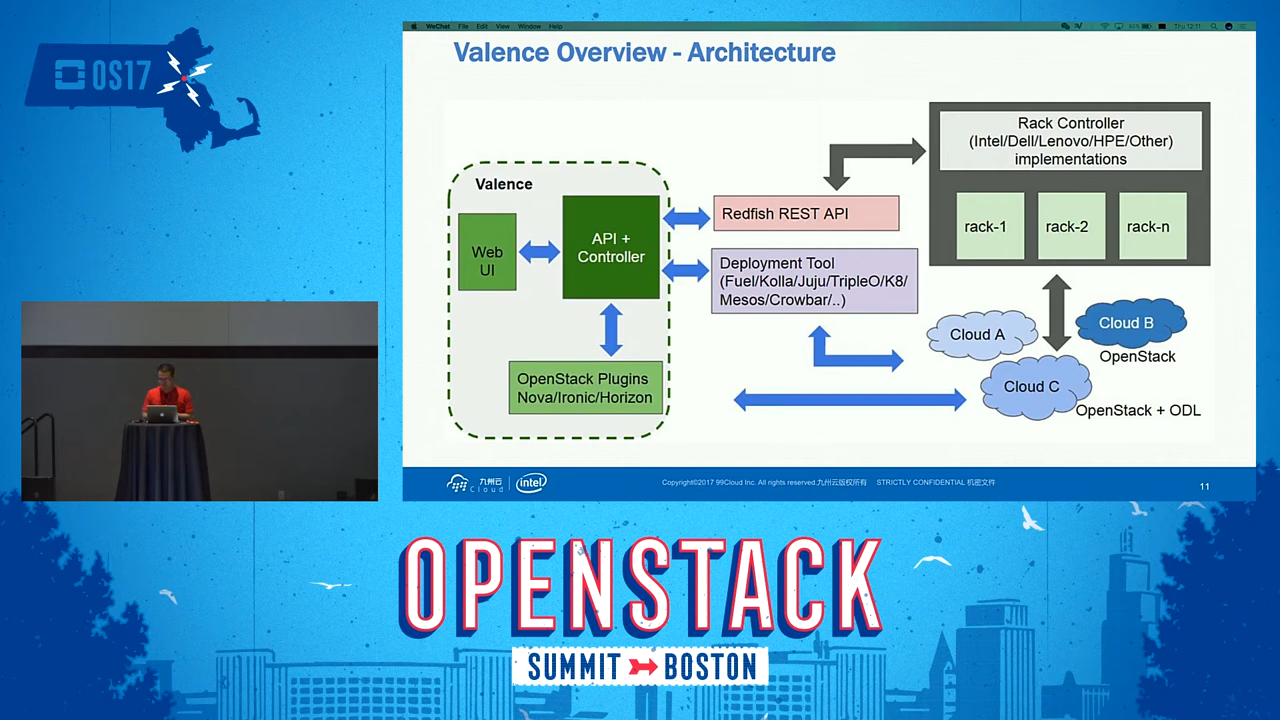 OS17
WeChat File Edit View Window Help
Thu 12:11
Valence Overview - Architecture
Valence
Web
UI
API +
Controller
OpenStack Plugins
Nova/Ironic/Horizon
Redfish REST API
Deployment Tool
(Fuel/Kolla/Juju/TripleO/K8/
Mesos/Crowbar/..)
Rack Controller
(Intel/Dell/Lenovo/HPE/Other)
implementations
rack-1
rack-2
rack-n
Cloud A
Cloud B
OpenStack
Cloud C
OpenStack + ODL
九州云
Cloud
intel
Copyright©2017 99Cloud Inc. All rights reserved.九州云版权所有 STRICTLY CONFIDENTIAL 机密文件
11
OPENSTACK
SUMMIT BOSTON